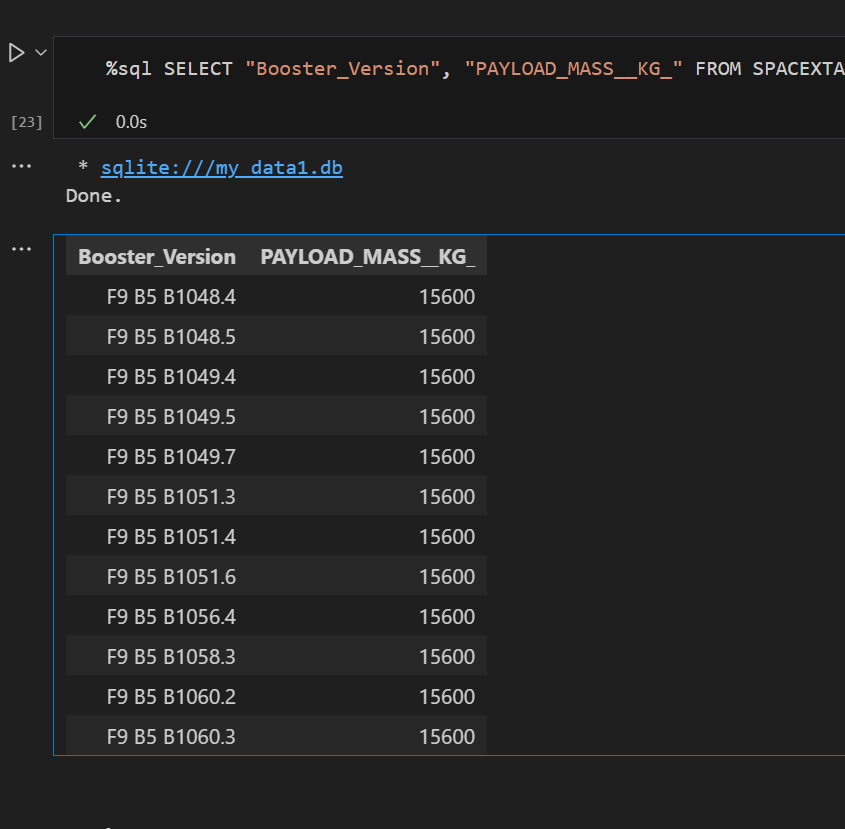 %sql SELECT "Booster_Version", "PAYLOAD_MASS__KG_" FROM SPACEXTA
[23]
0.0s
* sqlite:///my_data1.db
Done.
Booster_Version PAYLOAD_MASS__KG_
F9 B5 B1048.4 15600
F9 B5 B1048.5 15600
F9 B5 B1049.4 15600
F9 B5 B1049.5 15600
F9 B5 B1049.7 15600
F9 B5 B1051.3 15600
F9 B5 B1051.4 15600
F9 B5 B1051.6 15600
F9 B5 B1056.4 15600
F9 B5 B1058.3 15600
F9 B5 B1060.2 15600
F9 B5 B1060.3 15600